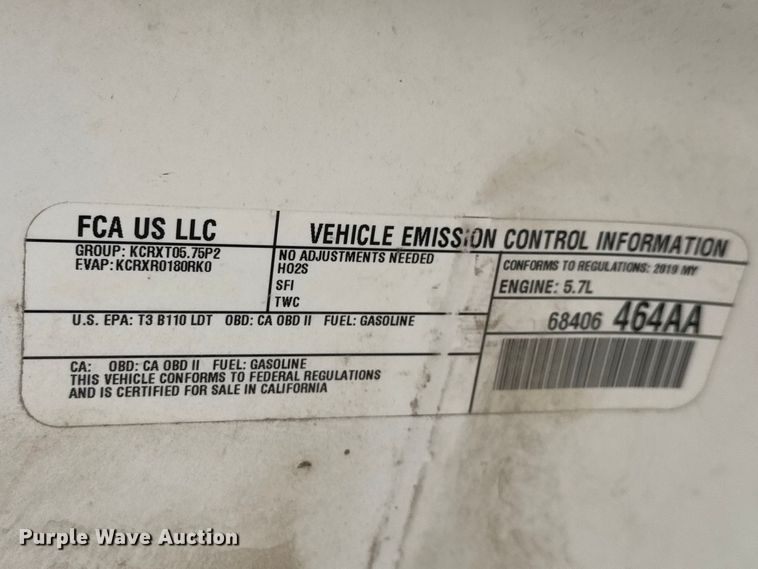 FCA US LLC
VEHICLE EMISSION CONTROL INFORMATION
GROUP: KCRXT05.75P2
EVAP: KCRXR0180RK0
NO ADJUSTMENTS NEEDED
HO2S
SFI
TWC
CONFORMS TO REGULATIONS: 2019 MY
ENGINE: 5.7L
U.S. EPA: T3 B110 LDT OBD: CA OBD II FUEL: GASOLINE
68406 464AA
CA: OBD: CA OBD II FUEL: GASOLINE
THIS VEHICLE CONFORMS TO FEDERAL REGULATIONS
AND IS CERTIFIED FOR SALE IN CALIFORNIA
Purple Wave Auction